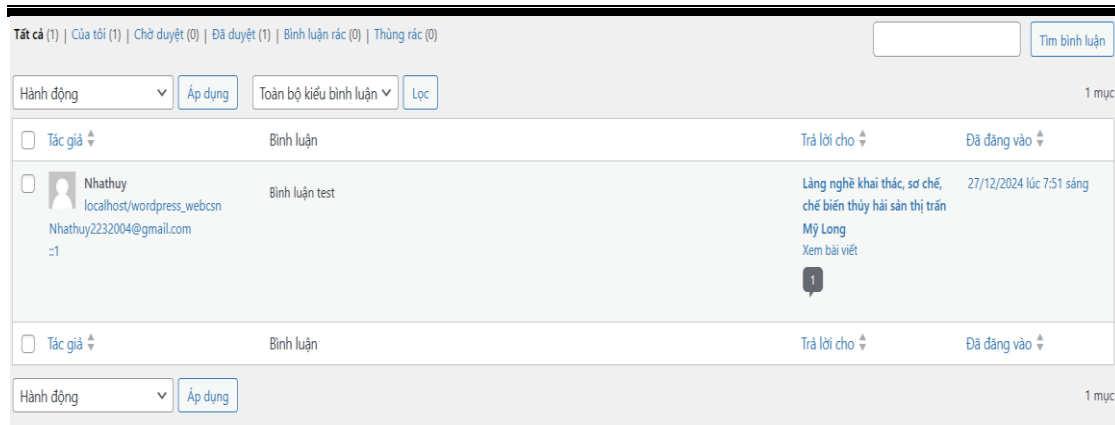 Tất cả (1) | Của tôi (1) | Chờ duyệt (0) | Đã duyệt (1) | Bình luận rác (0) | Thùng rác (0)
Tìm bình luận
Hành động Áp dụng Toàn bộ kiểu bình luận Lọc 1 mục
Tác giả Bình luận Trả lời cho Đã đăng vào
Nhathuy
localhost/wordpress_webcsn
Nhathuy2232004@gmail.com
::1
Bình luận test
Làng nghề khai thác, sơ chế,
chế biến thủy hải sản thị trấn
Mỹ Long
Xem bài viết
1
27/12/2024 lúc 7:51 sáng
Tác giả Bình luận Trả lời cho Đã đăng vào
Hành động Áp dụng 1 mục